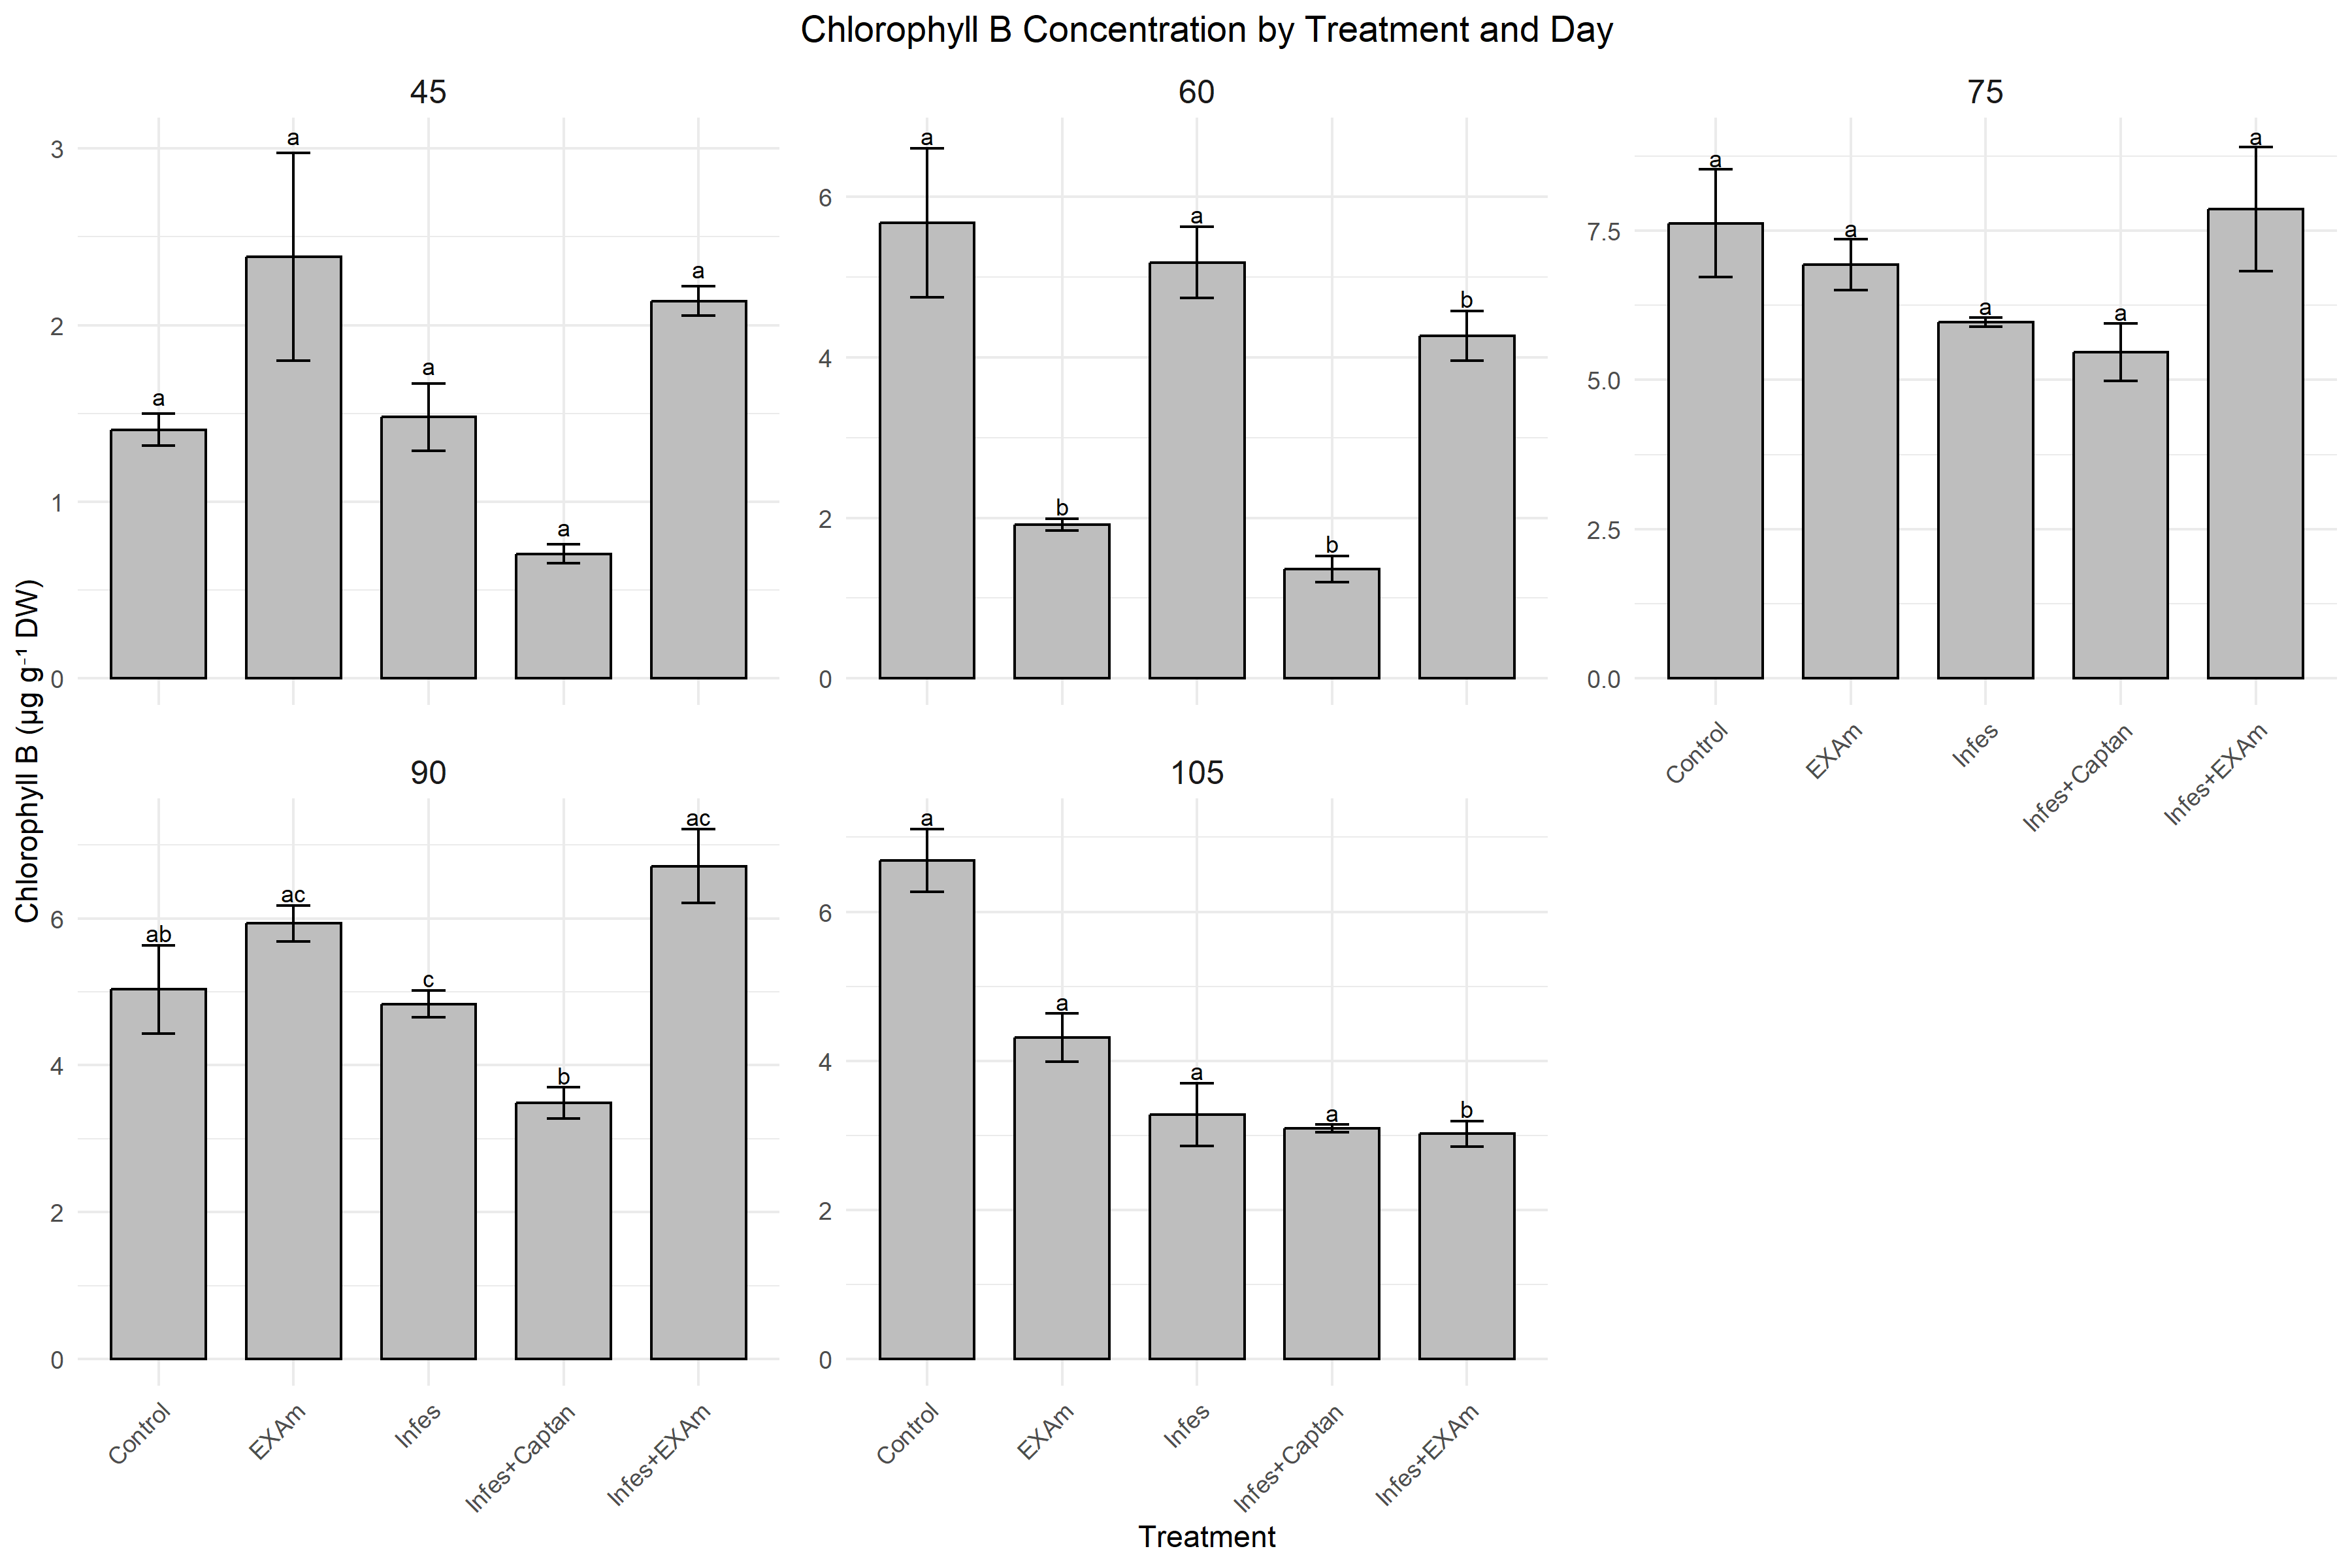 Chlorophyll B Concentration by Treatment and Day
45
60
75
3
2
1
0
a
a
a
a
a
6
4
2
0
a
b
a
b
b
7.5
5.0
2.5
0.0
a
a
a
a
a
Control
EXAm
Infes
Infes+Captan
Infes+EXAm
Chlorophyll B (µg g⁻¹ DW)
90
105
6
4
2
0
ab
ac
c
b
ac
6
4
2
0
a
a
a
a
b
Control
EXAm
Infes
Infes+Captan
Infes+EXAm
Control
EXAm
Infes
Infes+Captan
Infes+EXAm
Treatment